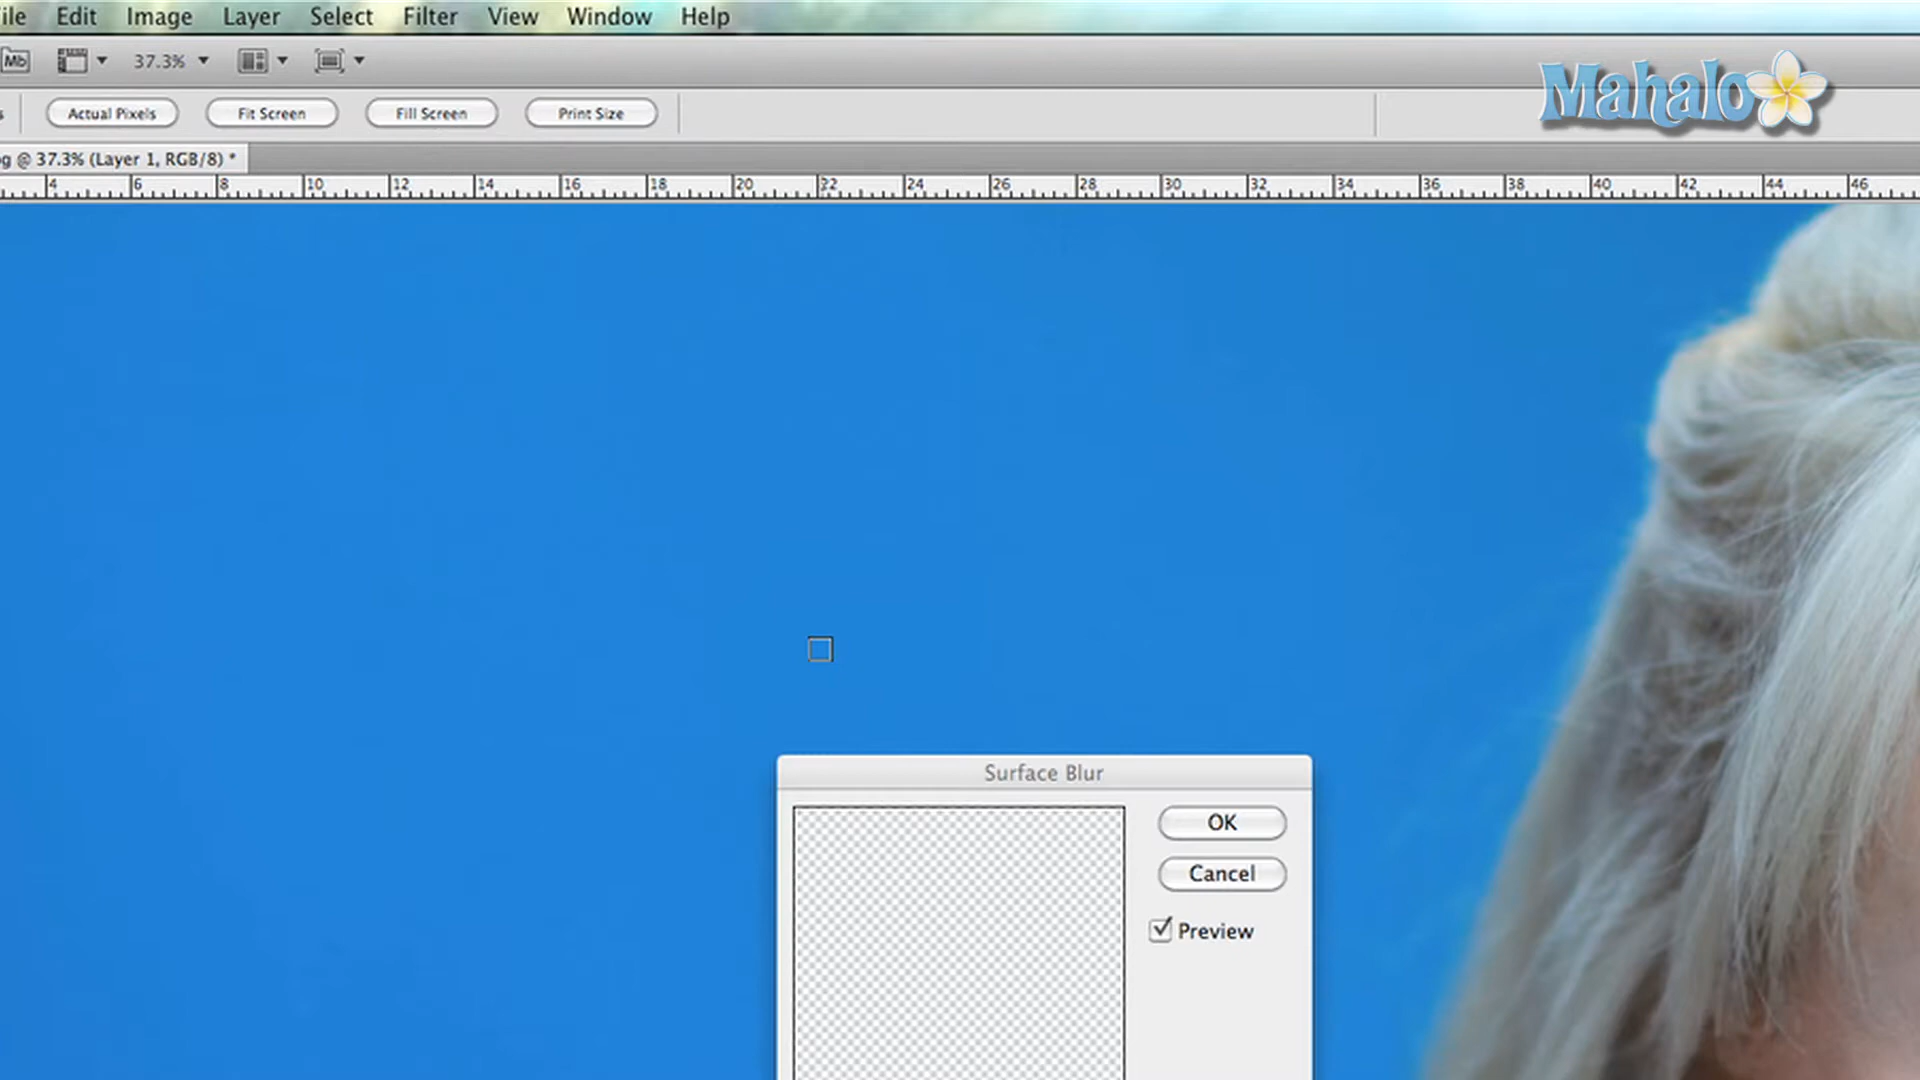 ile Edit Image Layer Select Filter View Window Help
Mb 37.3%
s Actual Pixels Fit Screen Fill Screen Print Size
Mahalo
g @ 37.3% (Layer 1, RGB/8) *
4 6 8 10 12 14 16 18 20 22 24 26 28 30 32 34 36 38 40 42 44 46
Surface Blur
OK
Cancel
Preview